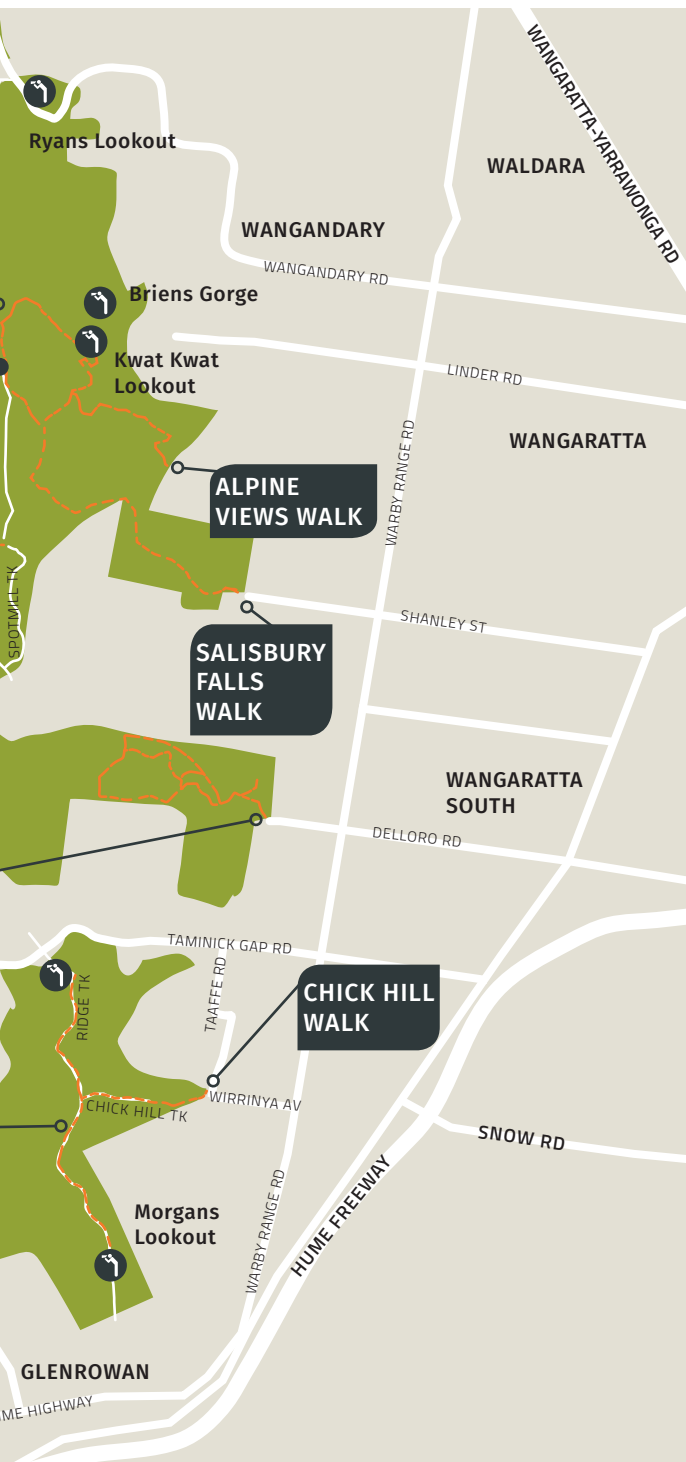 WANGARATTA-YARRAWONGA RD
Ryans Lookout
WALDARA
WANGANDARY
WANGANDARY RD
Briens Gorge
Kwat Kwat
Lookout
LINDER RD
WANGARATTA
WARBY RANGE RD
ALPINE
VIEWS WALK
SPOTMILL TK
SHANLEY ST
SALISBURY
FALLS
WALK
WANGARATTA
SOUTH
DELLORO RD
TAMINICK GAP RD
TAAFFE RD
RIDGE TK
CHICK HILL
WALK
WIRRINYA AV
CHICK HILL TK
SNOW RD
HUME FREEWAY
WARBY RANGE RD
Morgans
Lookout
GLENROWAN
ME HIGHWAY